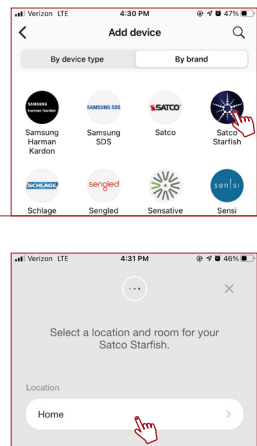 Verizon LTE 4:30 PM 47%
Add device
By device type By brand
SAMSUNG
harman/kardon
SAMSUNG SDS
SATCO
Samsung Samsung Satco Satco
Harman SDS Starfish
Kardon
SCHLAGE sengled sensi
Schlage Sengled Sensative Sensi
Verizon LTE 4:31 PM 46%
Select a location and room for your
Satco Starfish.
Location
Home